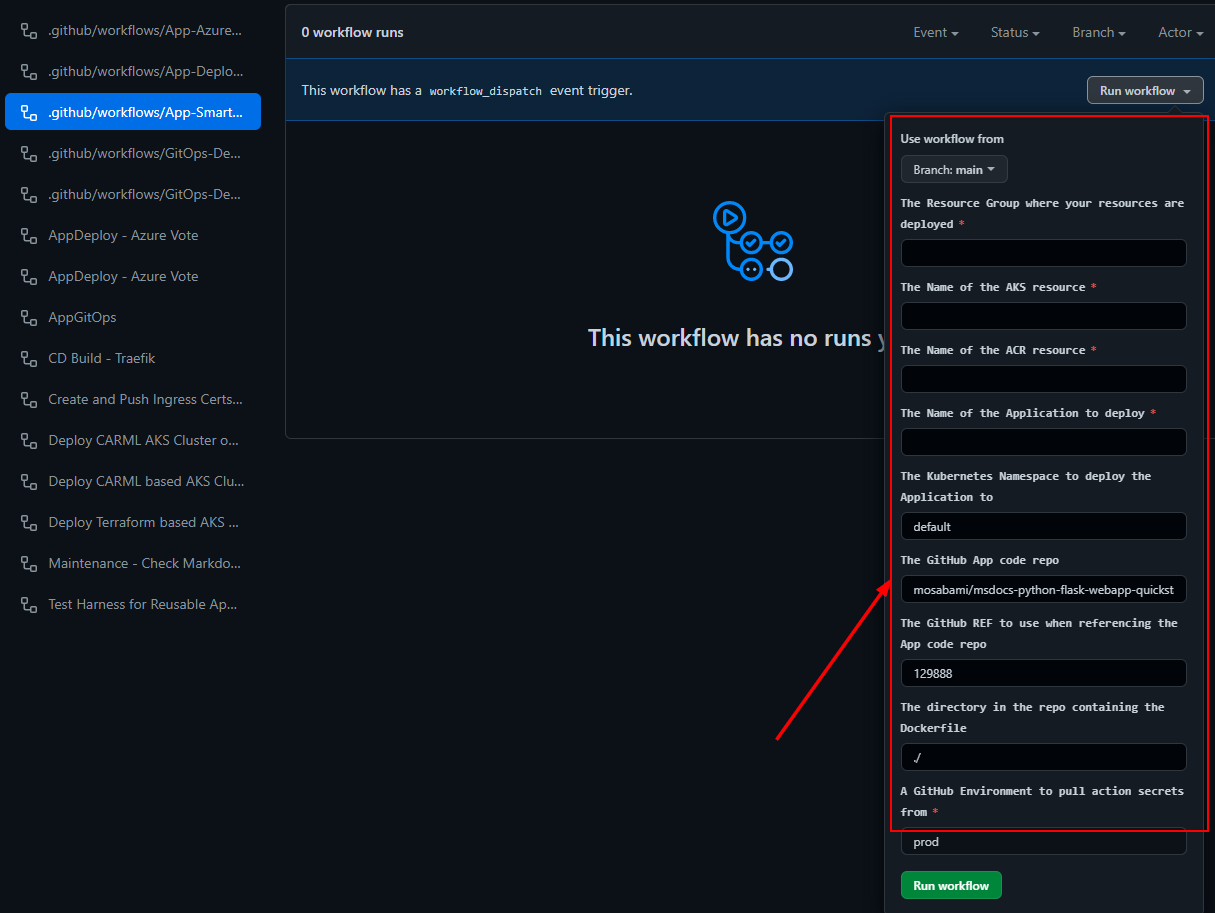 .github/workflows/App-Azure...
.github/workflows/App-Deplo...
.github/workflows/App-Smart...
.github/workflows/GitOps-De...
.github/workflows/GitOps-De...
AppDeploy - Azure Vote
AppDeploy - Azure Vote
AppGitOps
CD Build - Traefik
Create and Push Ingress Certs...
Deploy CARML AKS Cluster o...
Deploy CARML based AKS Clu...
Deploy Terraform based AKS ...
Maintenance - Check Markdo...
Test Harness for Reusable Ap...
0 workflow runs
Event
Status
Branch
Actor
This workflow has a workflow_dispatch event trigger.
Run workflow
This workflow has no runs y
Use workflow from
Branch: main
The Resource Group where your resources are
deployed *
The Name of the AKS resource *
The Name of the ACR resource *
The Name of the Application to deploy *
The Kubernetes Namespace to deploy the
Application to
default
The GitHub App code repo
mosabami/msdocs-python-flask-webapp-quickst
The GitHub REF to use when referencing the
App code repo
129888
The directory in the repo containing the
Dockerfile
./
A GitHub Environment to pull action secrets
from *
prod
Run workflow